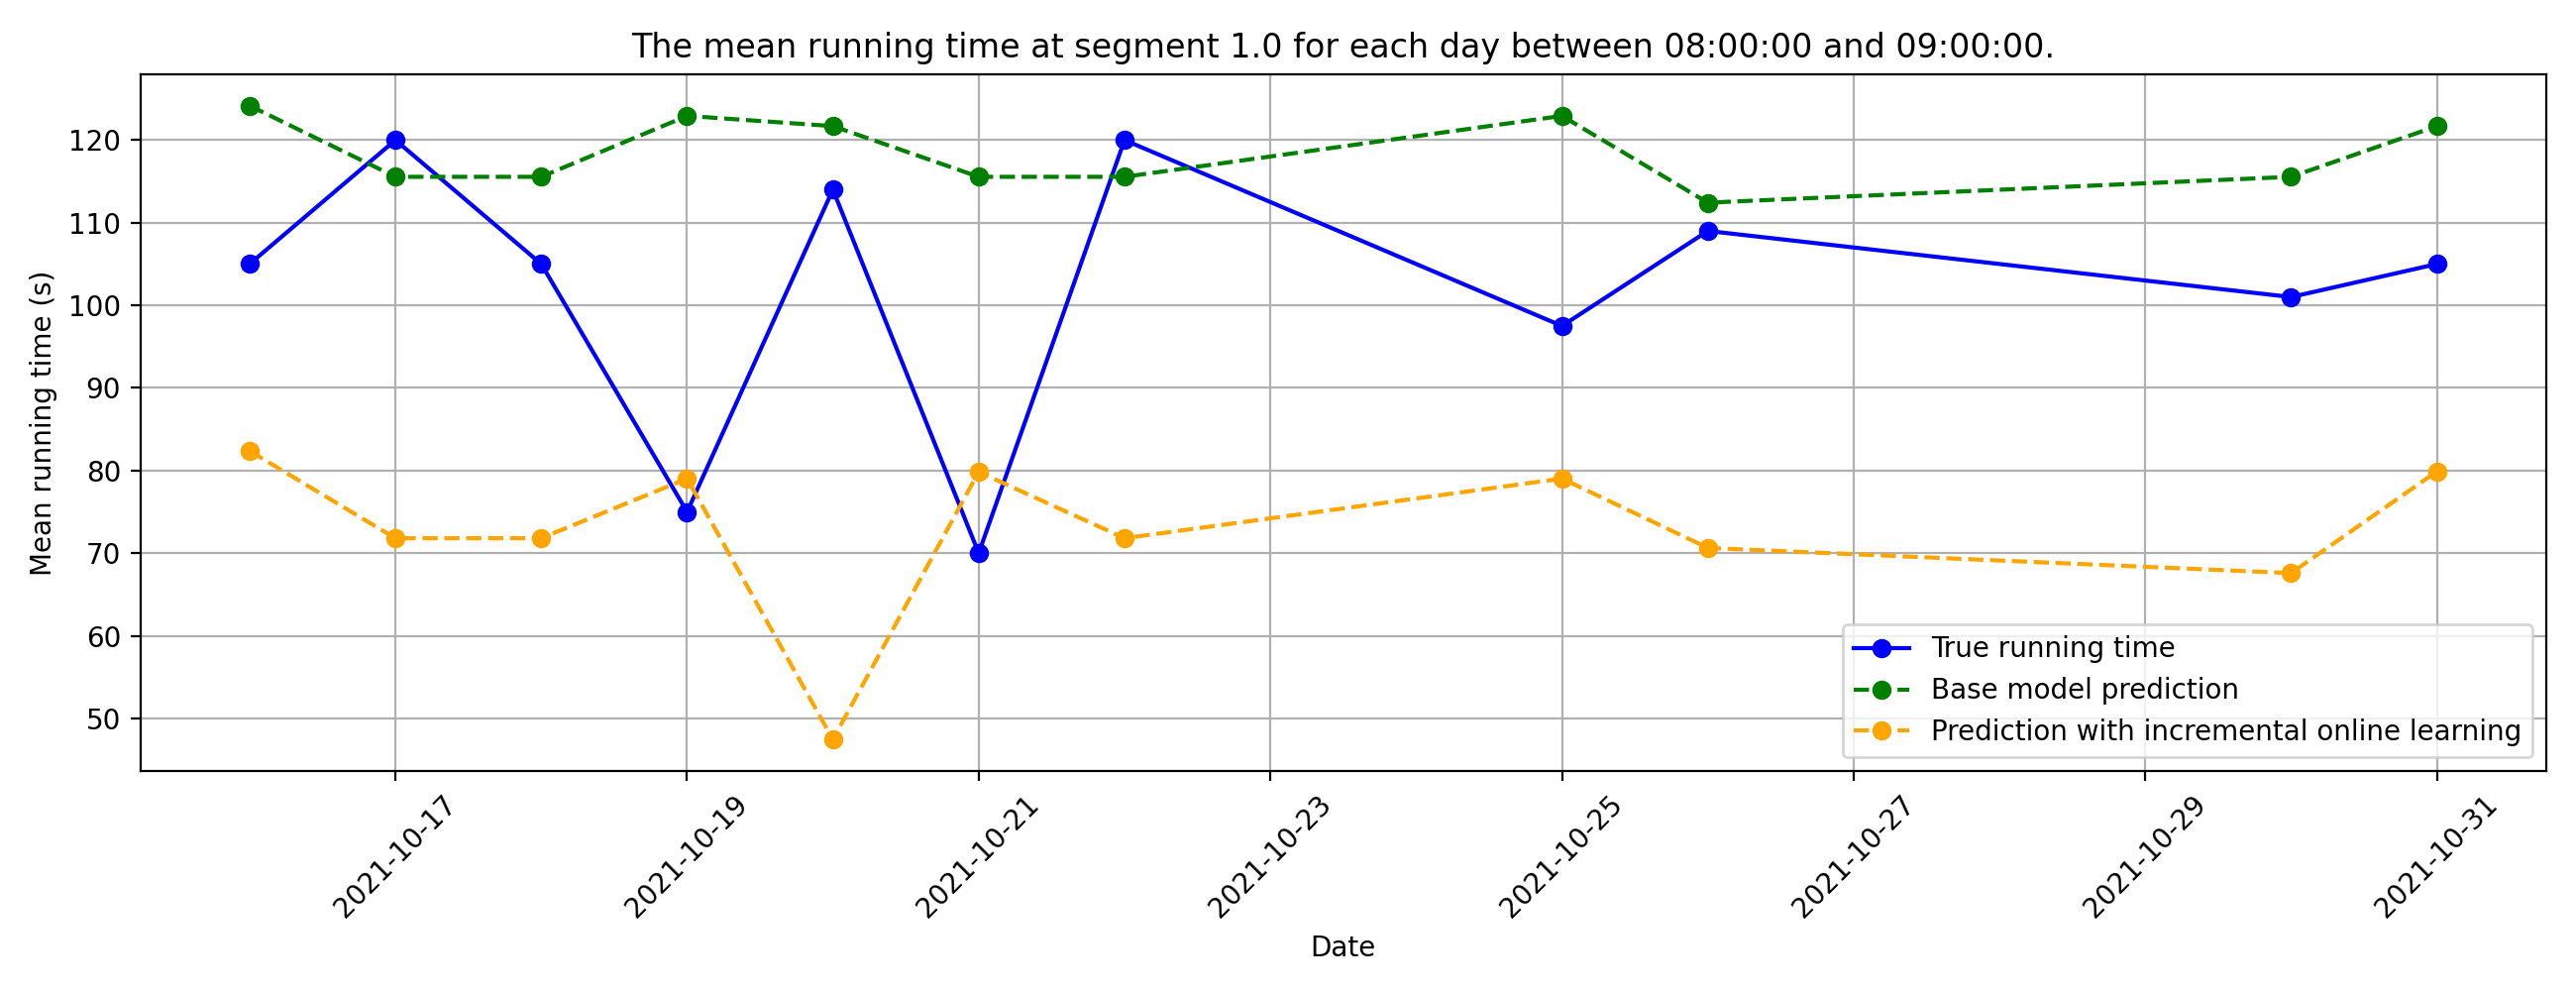 The mean running time at segment 1.0 for each day between 08:00:00 and 09:00:00.
Mean running time (s)
120
110
100
90
80
70
60
50
True running time
Base model prediction
Prediction with incremental online learning
2021-10-17
2021-10-19
2021-10-21
2021-10-23
2021-10-25
2021-10-27
2021-10-29
2021-10-31
Date